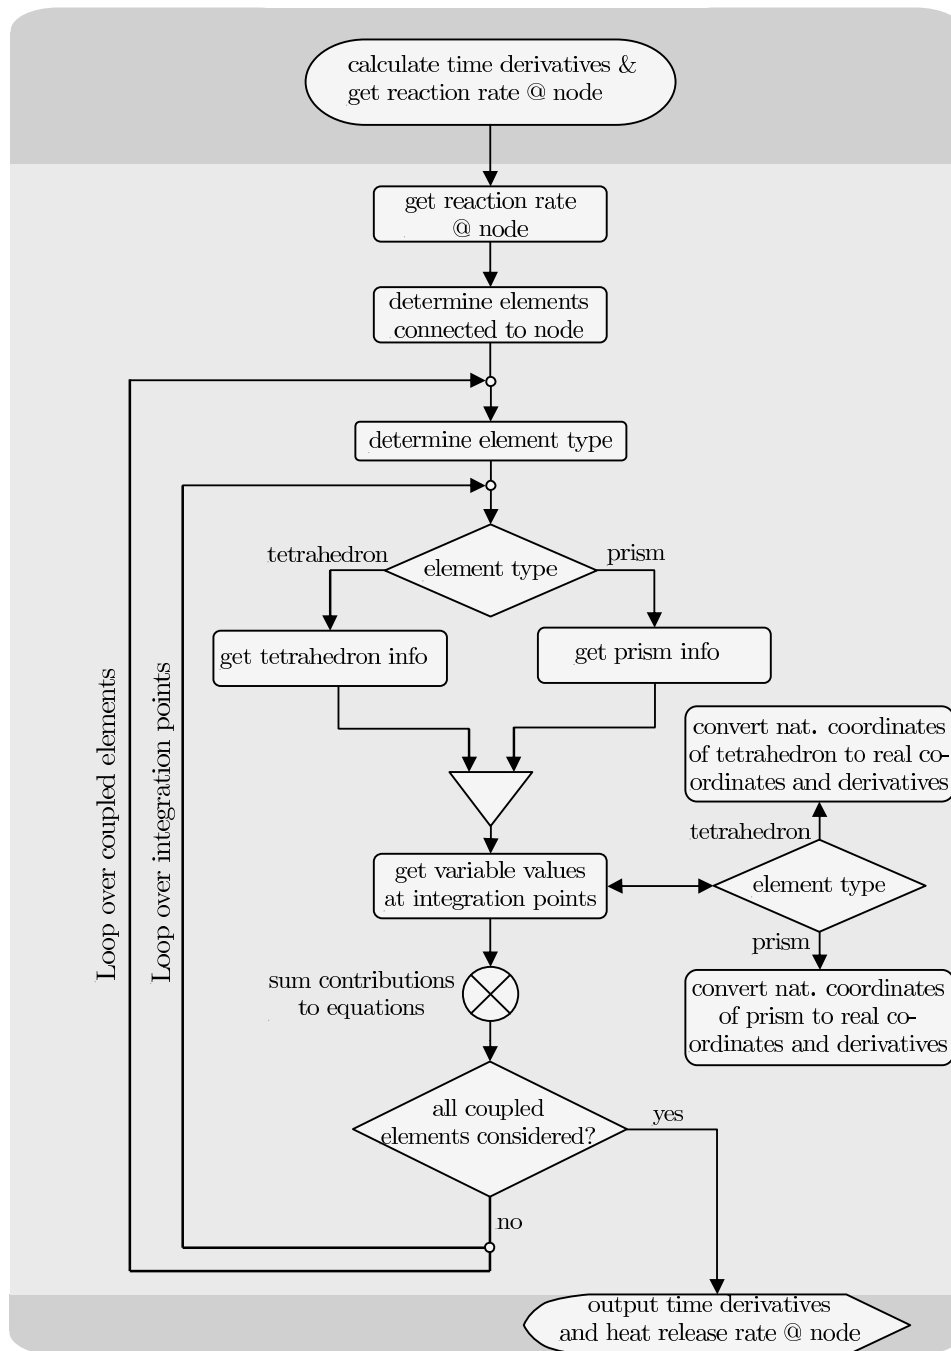 calculate time derivatives &
get reaction rate @ node
get reaction rate
@ node
determine elements
connected to node
determine element type
tetrahedron
element type
prism
get tetrahedron info
get prism info
Loop over coupled elements
Loop over integration points
convert nat. coordinates
of tetrahedron to real co-
ordinates and derivatives
tetrahedron
get variable values
at integration points
element type
prism
convert nat. coordinates
of prism to real co-
ordinates and derivatives
sum contributions
to equations
all coupled
elements considered?
yes
no
output time derivatives
and heat release rate @ node